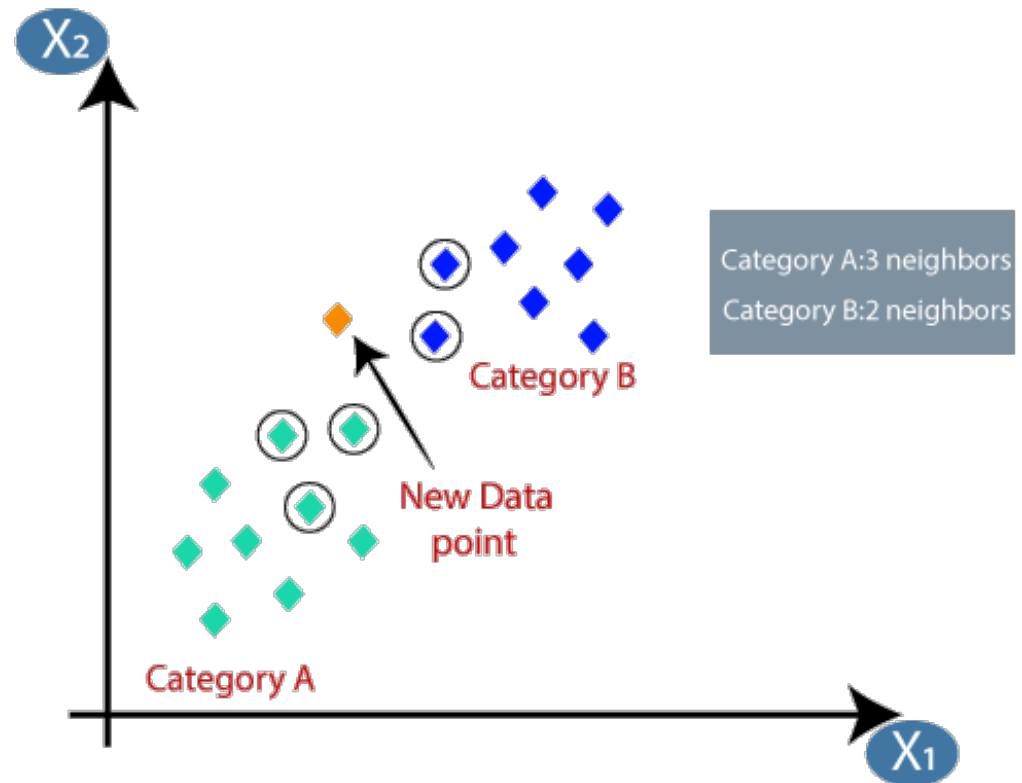 X₂
Category A:3 neighbors
Category B:2 neighbors
Category B
New Data
point
Category A
X₁